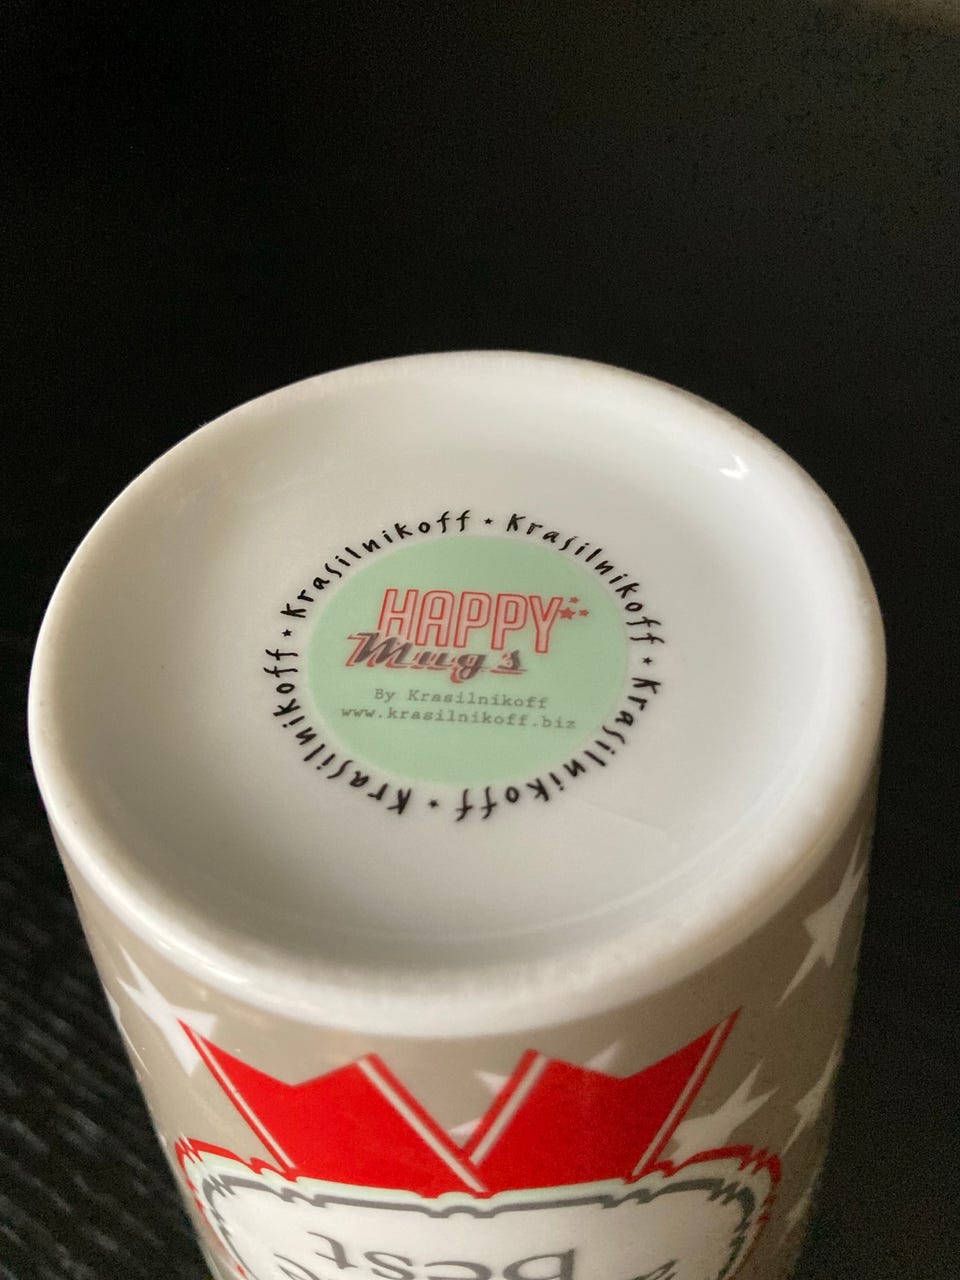 Krasilnikoff ★ Krasilnikoff ★ Krasilnikoff ★ Krasilnikoff ★
HAPPY
Mug's
By Krasilnikoff
www.krasilnikoff.biz
best